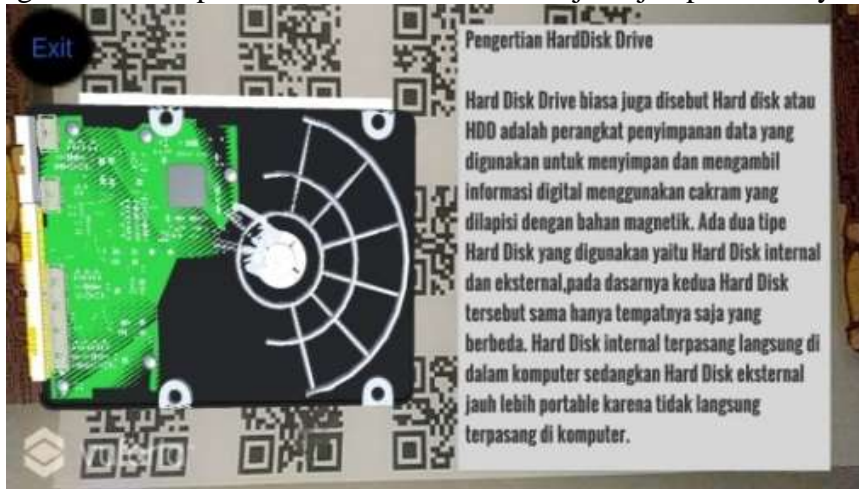 Exit
Pengertian HardDisk Drive
Hard Disk Drive biasa juga disebut Hard disk atau
HDD adalah perangkat penyimpanan data yang
digunakan untuk menyimpan dan mengambil
informasi digital menggunakan cakram yang
dilapisi dengan bahan magnetik. Ada dua tipe
Hard Disk yang digunakan yaitu Hard Disk internal
dan eksternal,pada dasarnya kedua Hard Disk
tersebut sama hanya tempatnya saja yang
berbeda. Hard Disk internal terpasang langsung di
dalam komputer sedangkan Hard Disk eksternal
jauh lebih portable karena tidak langsung
terpasang di komputer.
vuforia